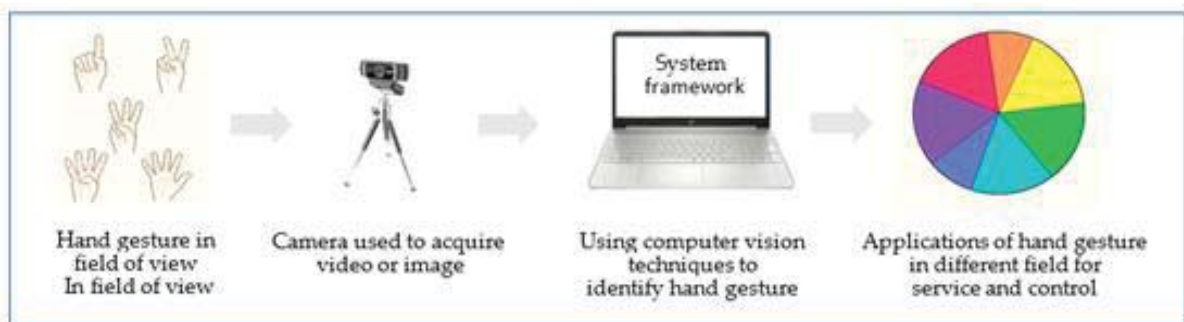 System
framework
Hand gesture in
field of view
In field of view
Camera used to acquire
video or image
Using computer vision
techniques to
identify hand gesture
Applications of hand gesture
in different field for
service and control